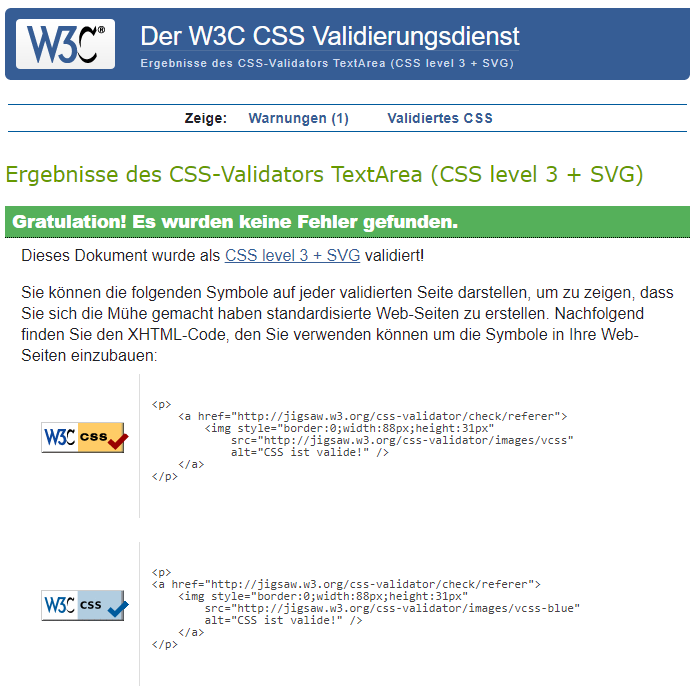 W3C® Der W3C CSS Validierungsdienst
Ergebnisse des CSS-Validators TextArea (CSS level 3 + SVG)
Zeige: Warnungen (1) Validiertes CSS
Ergebnisse des CSS-Validators TextArea (CSS level 3 + SVG)
Gratulation! Es wurden keine Fehler gefunden.
Dieses Dokument wurde als CSS level 3 + SVG validiert!
Sie können die folgenden Symbole auf jeder validierten Seite darstellen, um zu zeigen, dass
Sie sich die Mühe gemacht haben standardisierte Web-Seiten zu erstellen. Nachfolgend
finden Sie den XHTML-Code, den Sie verwenden können um die Symbole in Ihre Web-
Seiten einzubauen:
W3C CSS
<p>
    <a href="http://jigsaw.w3.org/css-validator/check/referer">
        <img style="border:0;width:88px;height:31px"
            src="http://jigsaw.w3.org/css-validator/images/vcss"
            alt="CSS ist valide!" />
    </a>
</p>
W3C CSS
<p>
<a href="http://jigsaw.w3.org/css-validator/check/referer">
    <img style="border:0;width:88px;height:31px"
        src="http://jigsaw.w3.org/css-validator/images/vcss-blue"
        alt="CSS ist valide!" />
    </a>
</p>